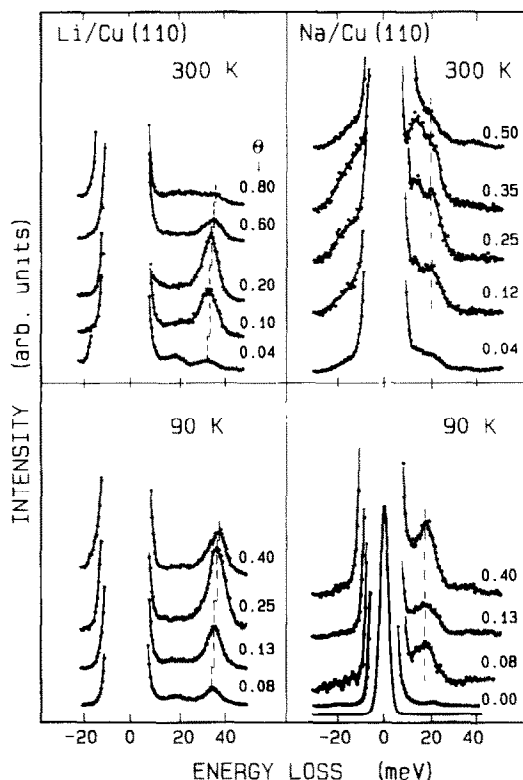 Li/Cu(110)
300 K
Θ
0.80
0.60
0.20
0.10
0.04
Na/Cu(110)
300 K
0.50
0.35
0.25
0.12
0.04
90 K
0.40
0.25
0.13
0.08
90 K
0.40
0.13
0.08
0.00
INTENSITY (arb. units)
-20 0 20 40
-20 0 20 40
ENERGY LOSS (meV)